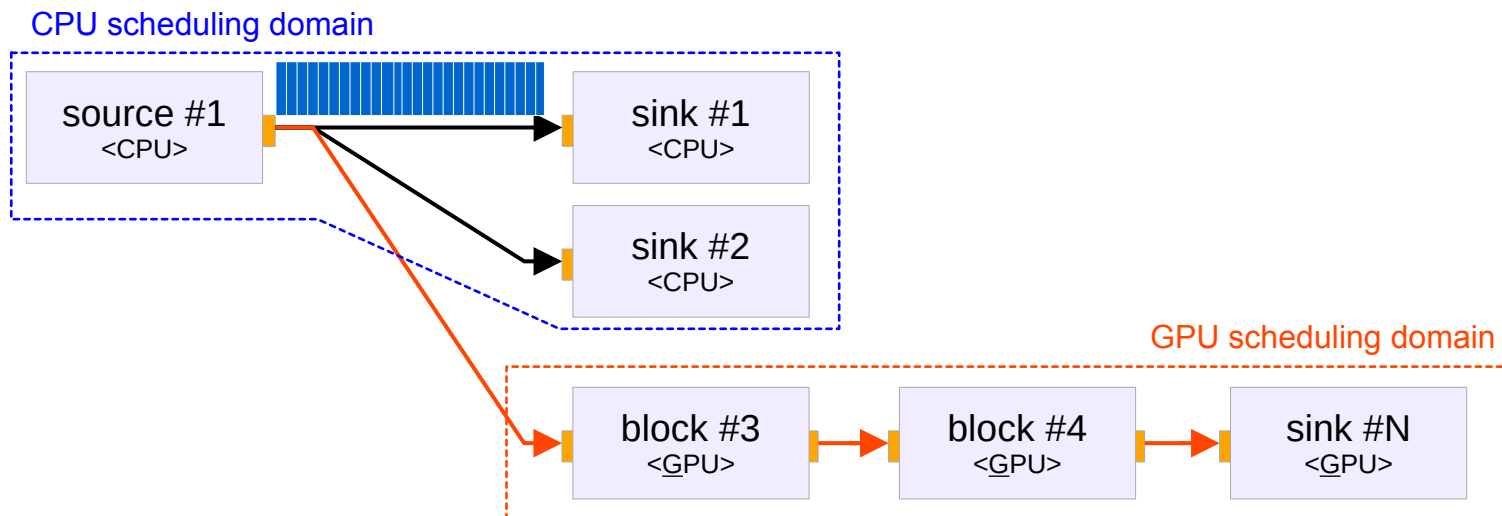 CPU scheduling domain
source #1
<CPU>
sink #1
<CPU>
sink #2
<CPU>
GPU scheduling domain
block #3
<GPU>
block #4
<GPU>
sink #N
<GPU>